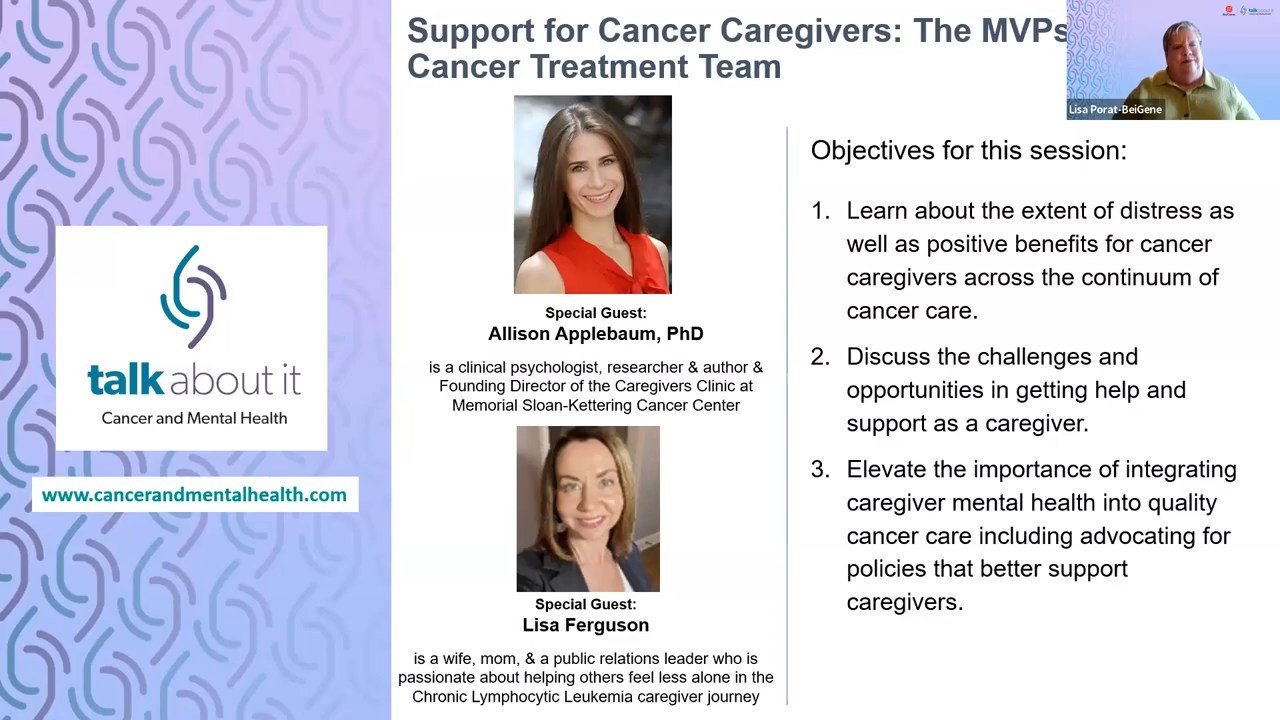 Support for Cancer Caregivers: The MVPs
Cancer Treatment Team
Lisa Porat-BeiGene
talk about it
Cancer and Mental Health
www.cancerandmentalhealth.com
Special Guest:
Allison Applebaum, PhD
is a clinical psychologist, researcher & author &
Founding Director of the Caregivers Clinic at
Memorial Sloan-Kettering Cancer Center
Special Guest:
Lisa Ferguson
is a wife, mom, & a public relations leader who is
passionate about helping others feel less alone in the
Chronic Lymphocytic Leukemia caregiver journey
Objectives for this session:
1. Learn about the extent of distress as
well as positive benefits for cancer
caregivers across the continuum of
cancer care.
2. Discuss the challenges and
opportunities in getting help and
support as a caregiver.
3. Elevate the importance of integrating
caregiver mental health into quality
cancer care including advocating for
policies that better support
caregivers.